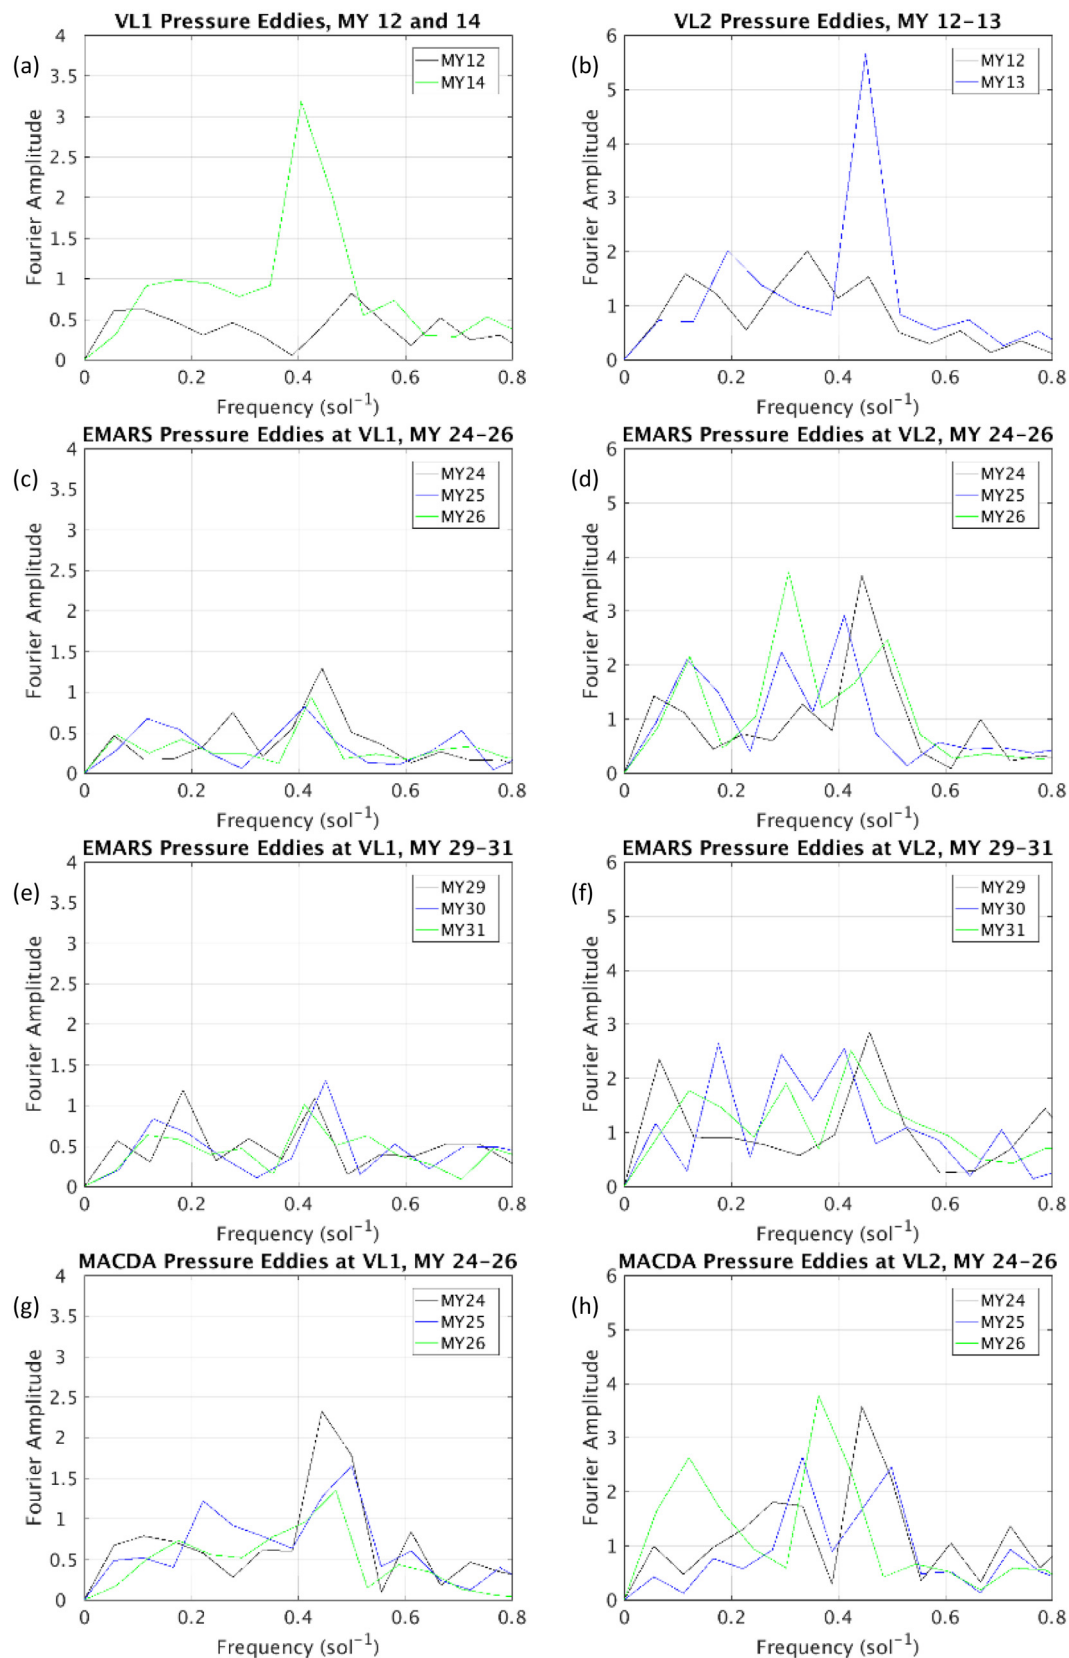 VL1 Pressure Eddies, MY 12 and 14
(a)
MY12
MY14
Fourier Amplitude
0 0.5 1 1.5 2 2.5 3 3.5 4
0 0.2 0.4 0.6 0.8
Frequency (sol⁻¹)
VL2 Pressure Eddies, MY 12-13
(b)
MY12
MY13
Fourier Amplitude
0 1 2 3 4 5 6
0 0.2 0.4 0.6 0.8
Frequency (sol⁻¹)
EMARS Pressure Eddies at VL1, MY 24-26
(c)
MY24
MY25
MY26
Fourier Amplitude
0 0.5 1 1.5 2 2.5 3 3.5 4
0 0.2 0.4 0.6 0.8
Frequency (sol⁻¹)
EMARS Pressure Eddies at VL2, MY 24-26
(d)
MY24
MY25
MY26
Fourier Amplitude
0 1 2 3 4 5 6
0 0.2 0.4 0.6 0.8
Frequency (sol⁻¹)
EMARS Pressure Eddies at VL1, MY 29-31
(e)
MY29
MY30
MY31
Fourier Amplitude
0 0.5 1 1.5 2 2.5 3 3.5 4
0 0.2 0.4 0.6 0.8
Frequency (sol⁻¹)
EMARS Pressure Eddies at VL2, MY 29-31
(f)
MY29
MY30
MY31
Fourier Amplitude
0 1 2 3 4 5 6
0 0.2 0.4 0.6 0.8
Frequency (sol⁻¹)
MACDA Pressure Eddies at VL1, MY 24-26
(g)
MY24
MY25
MY26
Fourier Amplitude
0 0.5 1 1.5 2 2.5 3 3.5 4
0 0.2 0.4 0.6 0.8
Frequency (sol⁻¹)
MACDA Pressure Eddies at VL2, MY 24-26
(h)
MY24
MY25
MY26
Fourier Amplitude
0 1 2 3 4 5 6
0 0.2 0.4 0.6 0.8
Frequency (sol⁻¹)